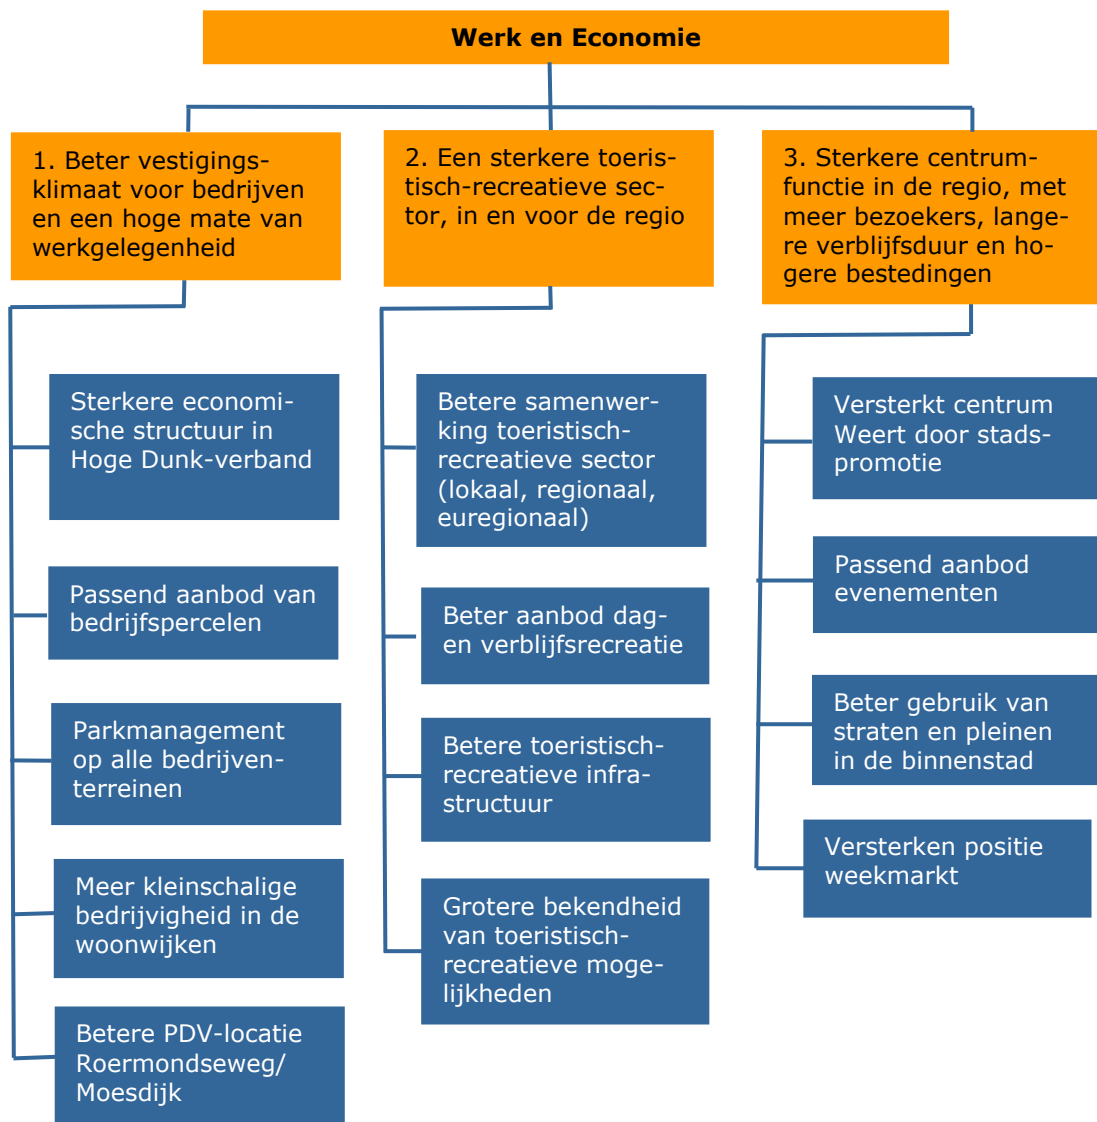 Werk en Economie
1. Beter vestigings-
klimaat voor bedrijven
en een hoge mate van
werkgelegenheid
2. Een sterkere toeris-
tisch-recreatieve sec-
tor, in en voor de regio
3. Sterkere centrum-
functie in de regio, met
meer bezoekers, lange-
re verblijfsduur en ho-
gere bestedingen
Sterkere economi-
sche structuur in
Hoge Dunk-verband
Passend aanbod van
bedrijfspercelen
Parkmanagement
op alle bedrijven-
terreinen
Meer kleinschalige
bedrijvigheid in de
woonwijken
Betere PDV-locatie
Roermondseweg/
Moesdijk
Betere samenwer-
king toeristisch-
recreatieve sector
(lokaal, regionaal,
euregionaal)
Beter aanbod dag-
en verblijfsrecreatie
Betere toeristisch-
recreatieve infra-
structuur
Grotere bekendheid
van toeristisch-
recreatieve moge-
lijkheden
Versterkt centrum
Weert door stads-
promotie
Passend aanbod
evenementen
Beter gebruik van
straten en pleinen
in de binnenstad
Versterken positie
weekmarkt